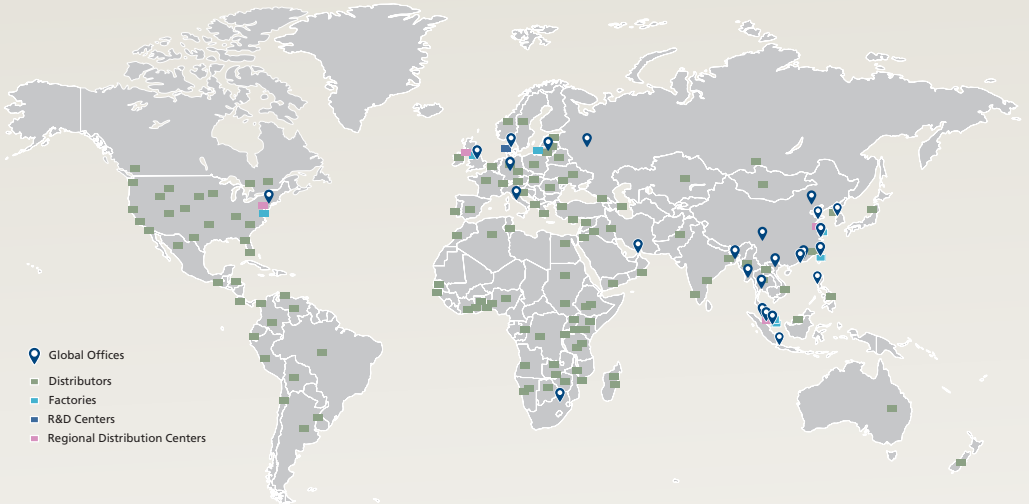 Global Offices
Distributors
Factories
R&D Centers
Regional Distribution Centers